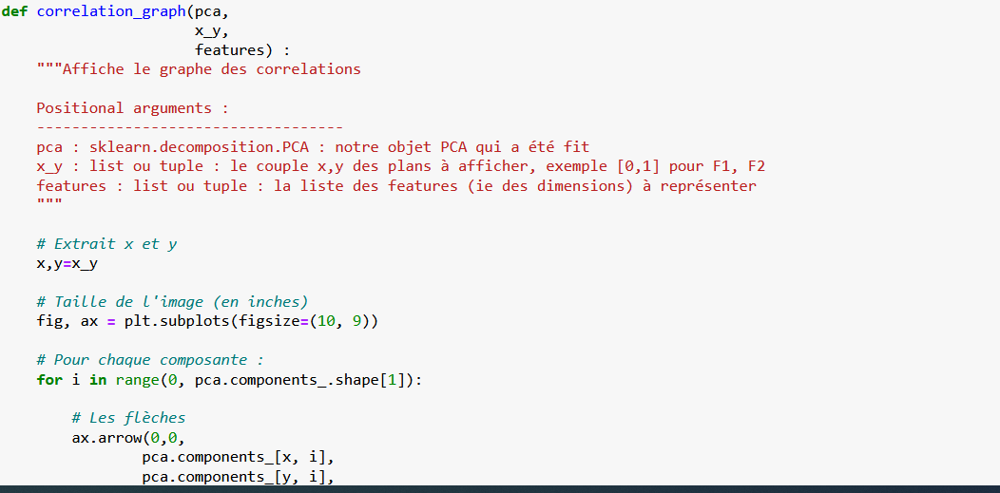 def correlation_graph(pca,
                      x_y,
                      features) :
    """Affiche le graphe des correlations

    Positional arguments :
    -----------------------------------
    pca : sklearn.decomposition.PCA : notre objet PCA qui a été fit
    x_y : list ou tuple : le couple x,y des plans à afficher, exemple [0,1] pour F1, F2
    features : list ou tuple : la liste des features (ie des dimensions) à représenter
    """

    # Extrait x et y
    x,y=x_y

    # Taille de l'image (en inches)
    fig, ax = plt.subplots(figsize=(10, 9))

    # Pour chaque composante :
    for i in range(0, pca.components_.shape[1]):

        # Les flèches
        ax.arrow(0,0,
                pca.components_[x, i],
                pca.components_[y, i],